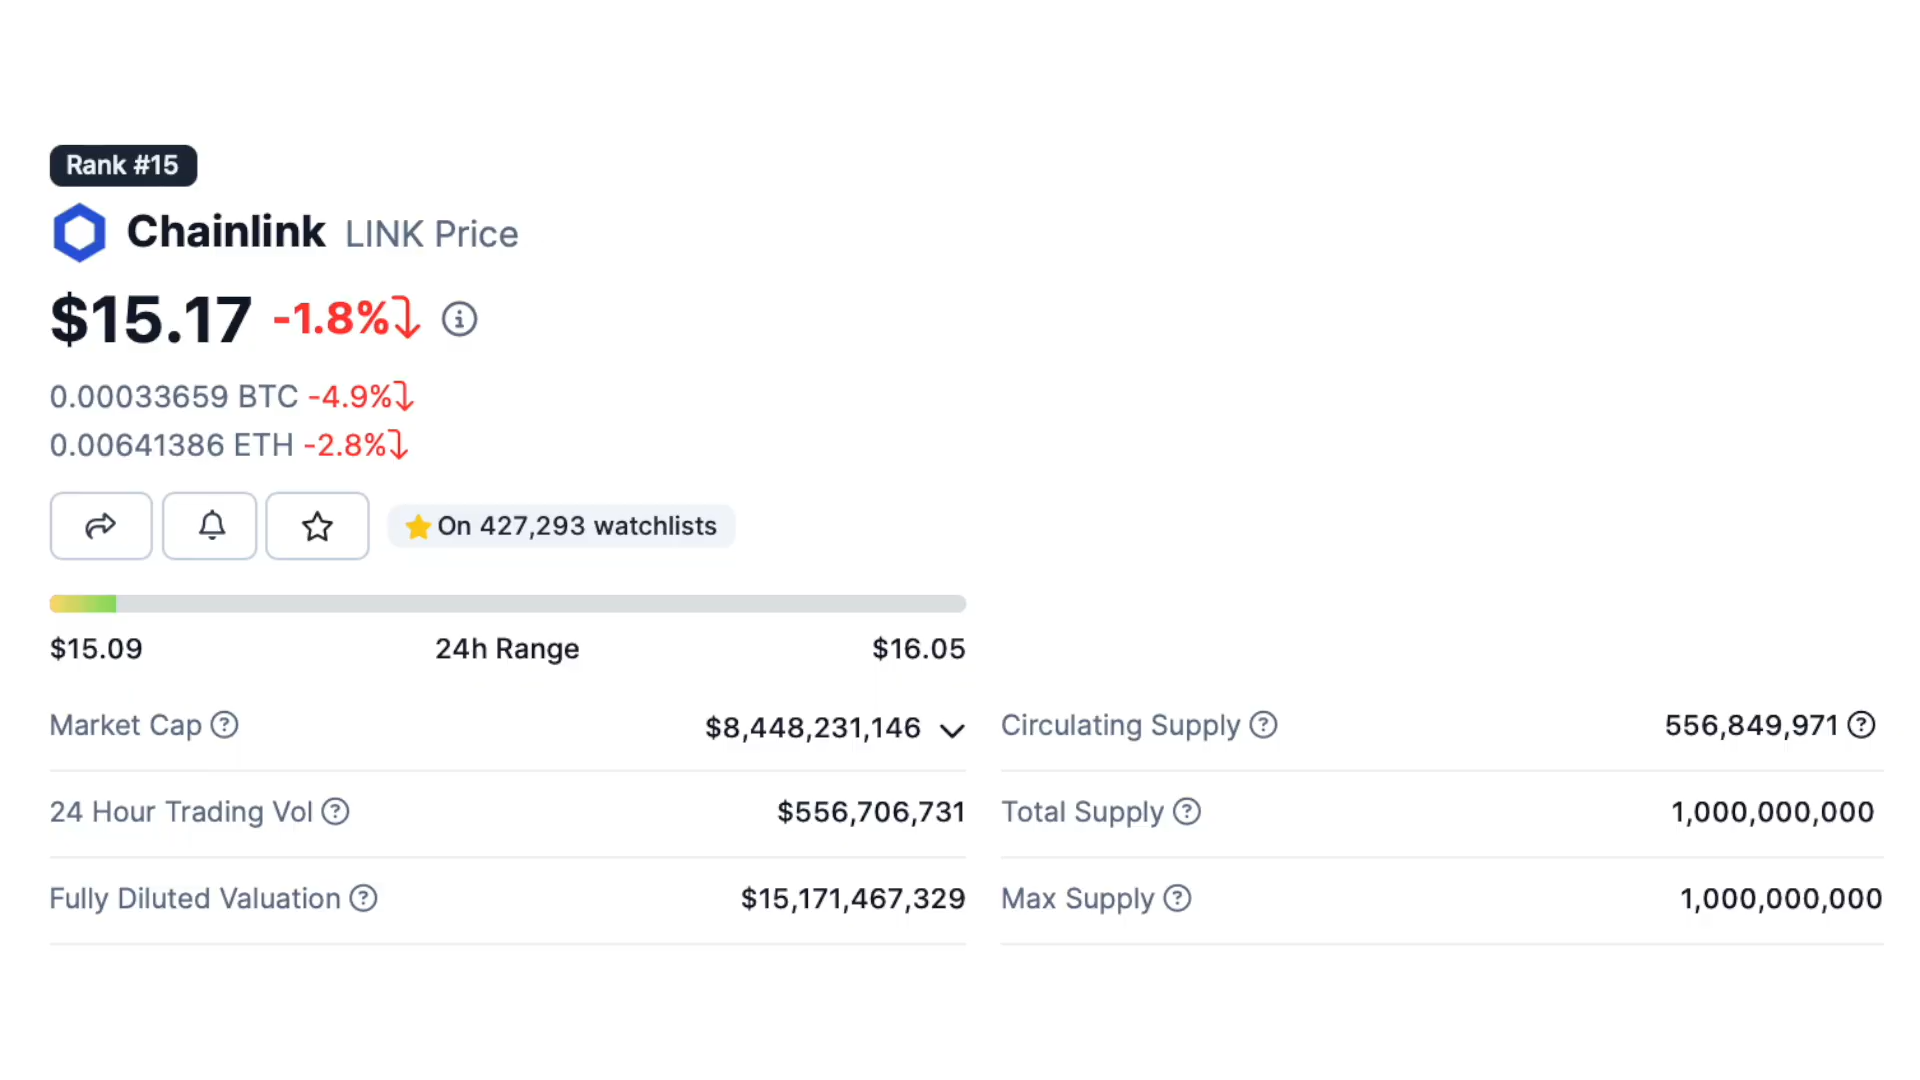 Rank #15
Chainlink LINK Price
$15.17 -1.8%
0.00033659 BTC -4.9%
0.00641386 ETH -2.8%
On 427,293 watchlists
$15.09 24h Range $16.05
Market Cap $8,448,231,146
24 Hour Trading Vol $556,706,731
Fully Diluted Valuation $15,171,467,329
Circulating Supply 556,849,971
Total Supply 1,000,000,000
Max Supply 1,000,000,000